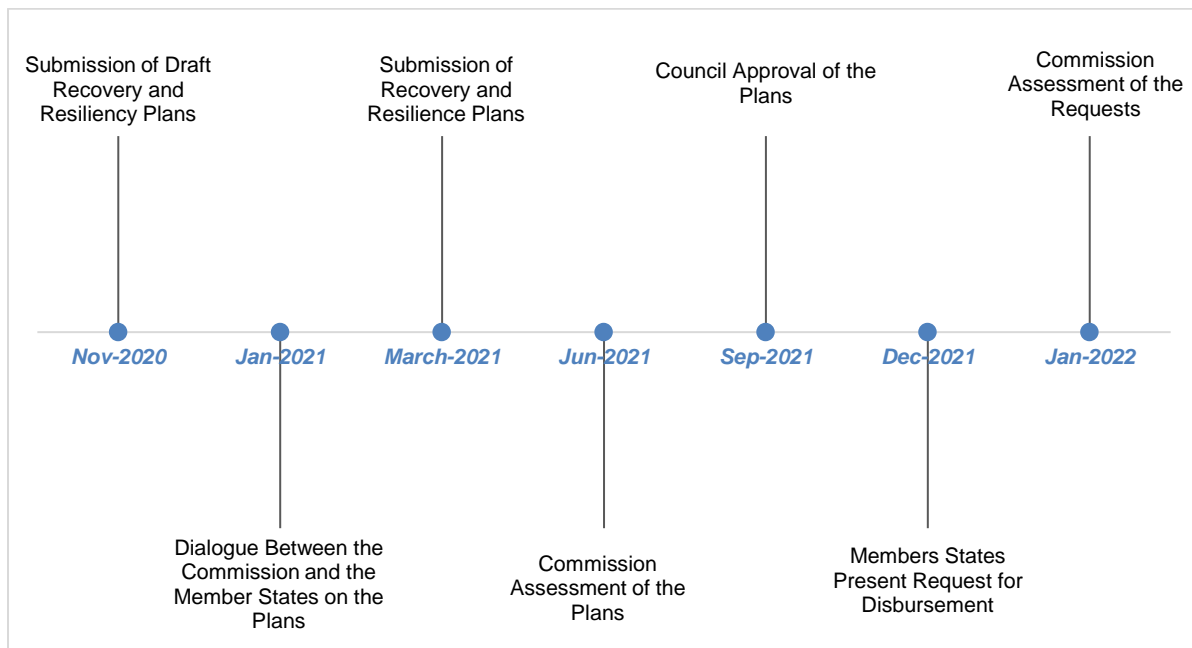 Submission of Draft
Recovery and
Resiliency Plans
Submission of
Recovery and
Resilience Plans
Council Approval of the
Plans
Commission
Assessment of the
Requests
Nov-2020
Jan-2021
March-2021
Jun-2021
Sep-2021
Dec-2021
Jan-2022
Dialogue Between the
Commission and the
Member States on the
Plans
Commission
Assessment of the
Plans
Members States
Present Request for
Disbursement